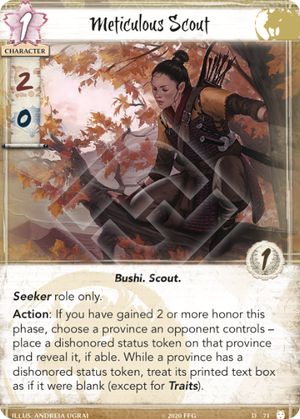 Meticulous Scout
1
CHARACTER
2
0
1
Bushi. Scout.
Seeker role only.
Action: If you have gained 2 or more honor this
phase, choose a province an opponent controls –
place a dishonored status token on that province
and reveal it, if able. While a province has a
dishonored status token, treat its printed text box
as if it were blank (except for Traits).
ILLUS: ANDREIA UGRAI
© 2020 FFG
D 71